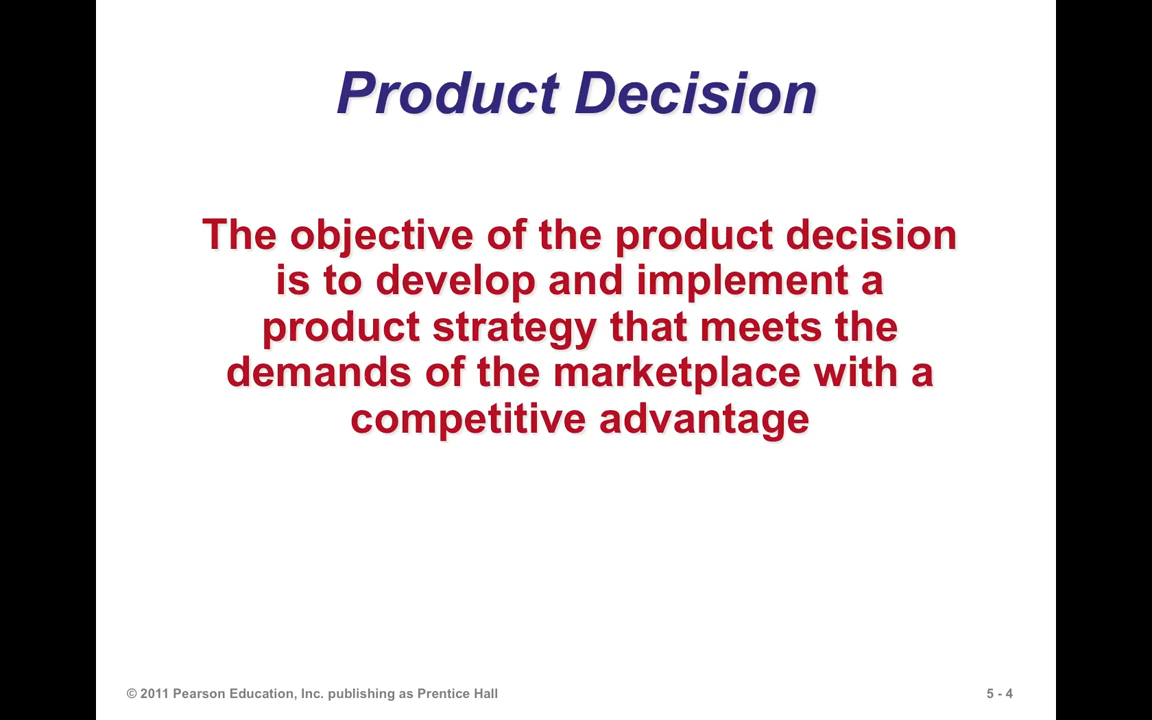 Product Decision
The objective of the product decision
is to develop and implement a
product strategy that meets the
demands of the marketplace with a
competitive advantage
© 2011 Pearson Education, Inc. publishing as Prentice Hall
5 - 4